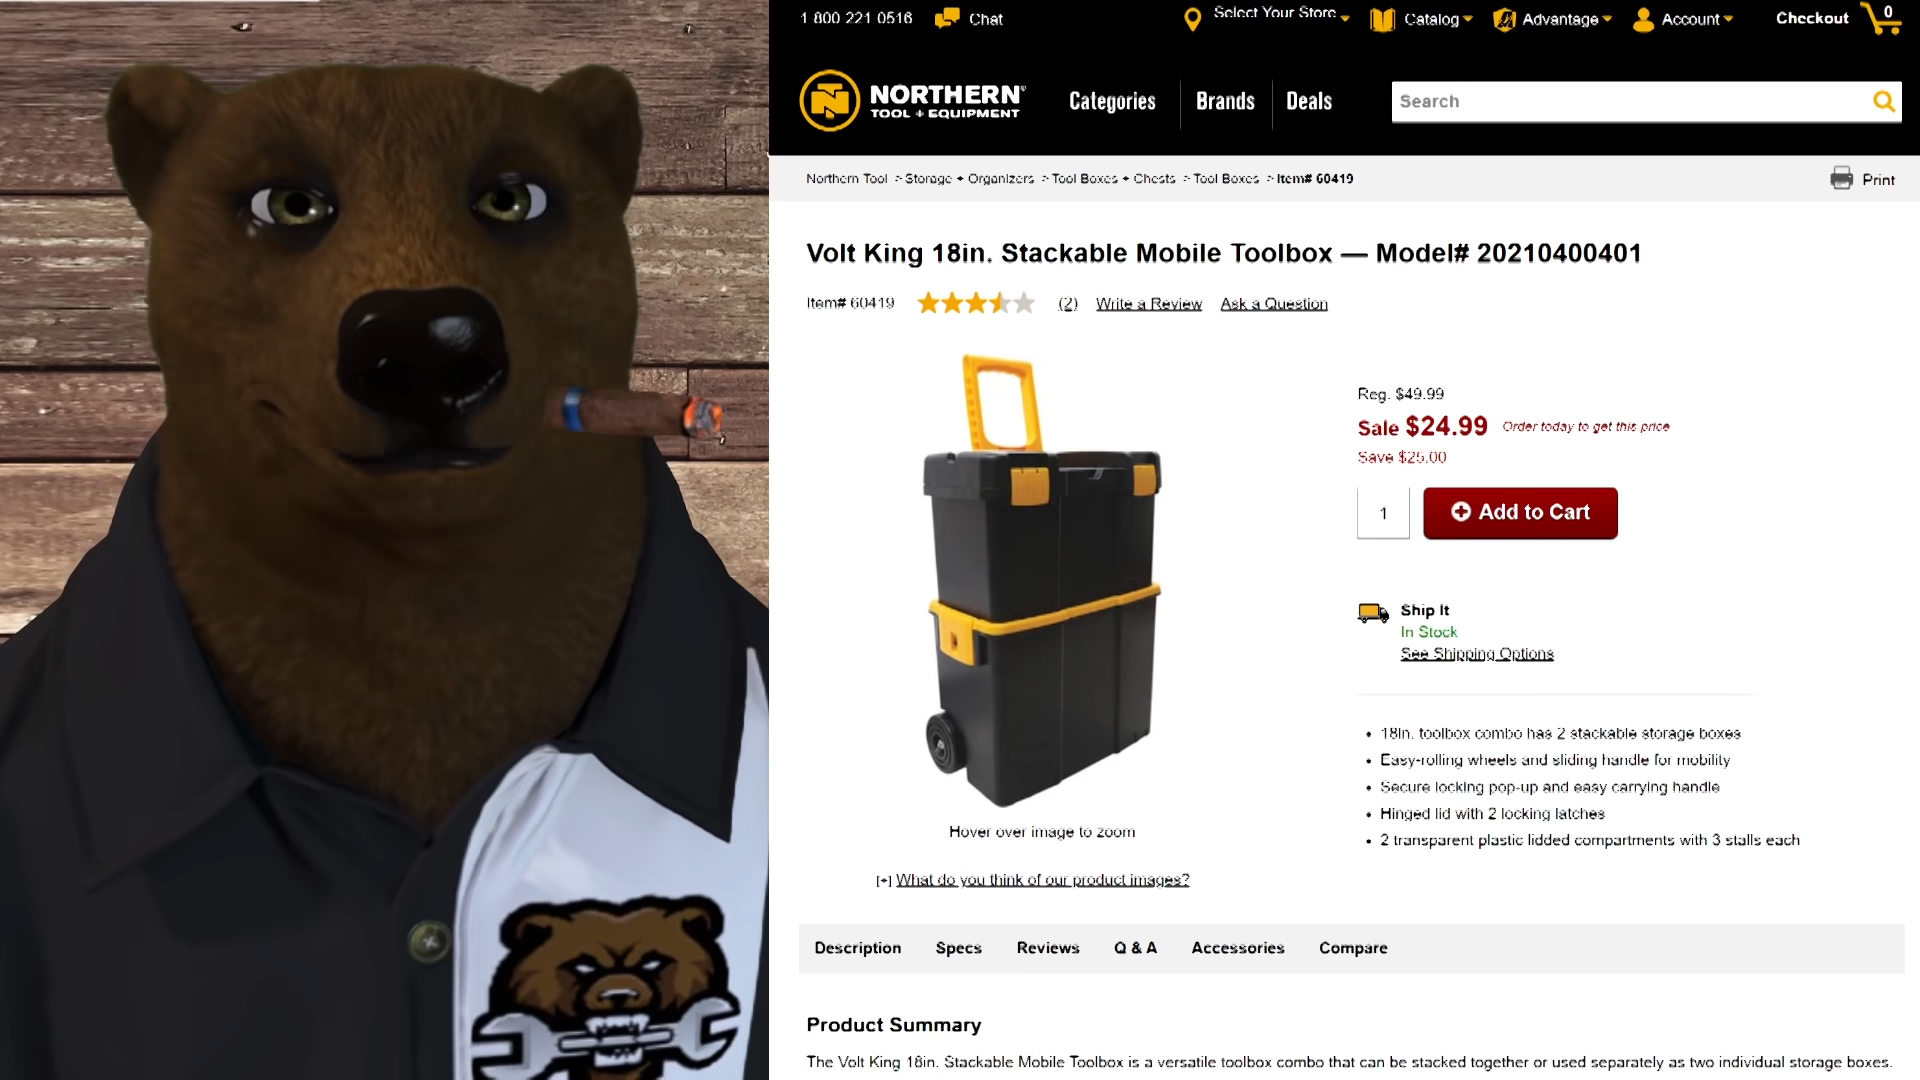 1 800 221 0516 Chat Select Your Store Catalog Advantage Account Checkout 0
NORTHERN
TOOL + EQUIPMENT
Categories Brands Deals Search
Northern Tool > Storage + Organizers > Tool Boxes + Chests > Tool Boxes > Item# 60419 Print
Volt King 18in. Stackable Mobile Toolbox — Model# 20210400401
Item# 60419 (2) Write a Review Ask a Question
Reg. $49.99
Sale $24.99 Order today to get this price
Save $25.00
1 Add to Cart
Ship It
In Stock
See Shipping Options
• 18in. toolbox combo has 2 stackable storage boxes
• Easy-rolling wheels and sliding handle for mobility
• Secure locking pop-up and easy carrying handle
• Hinged lid with 2 locking latches
• 2 transparent plastic lidded compartments with 3 stalls each
Hover over image to zoom
[+] What do you think of our product images?
Description Specs Reviews Q & A Accessories Compare
Product Summary
The Volt King 18in. Stackable Mobile Toolbox is a versatile toolbox combo that can be stacked together or used separately as two individual storage boxes.